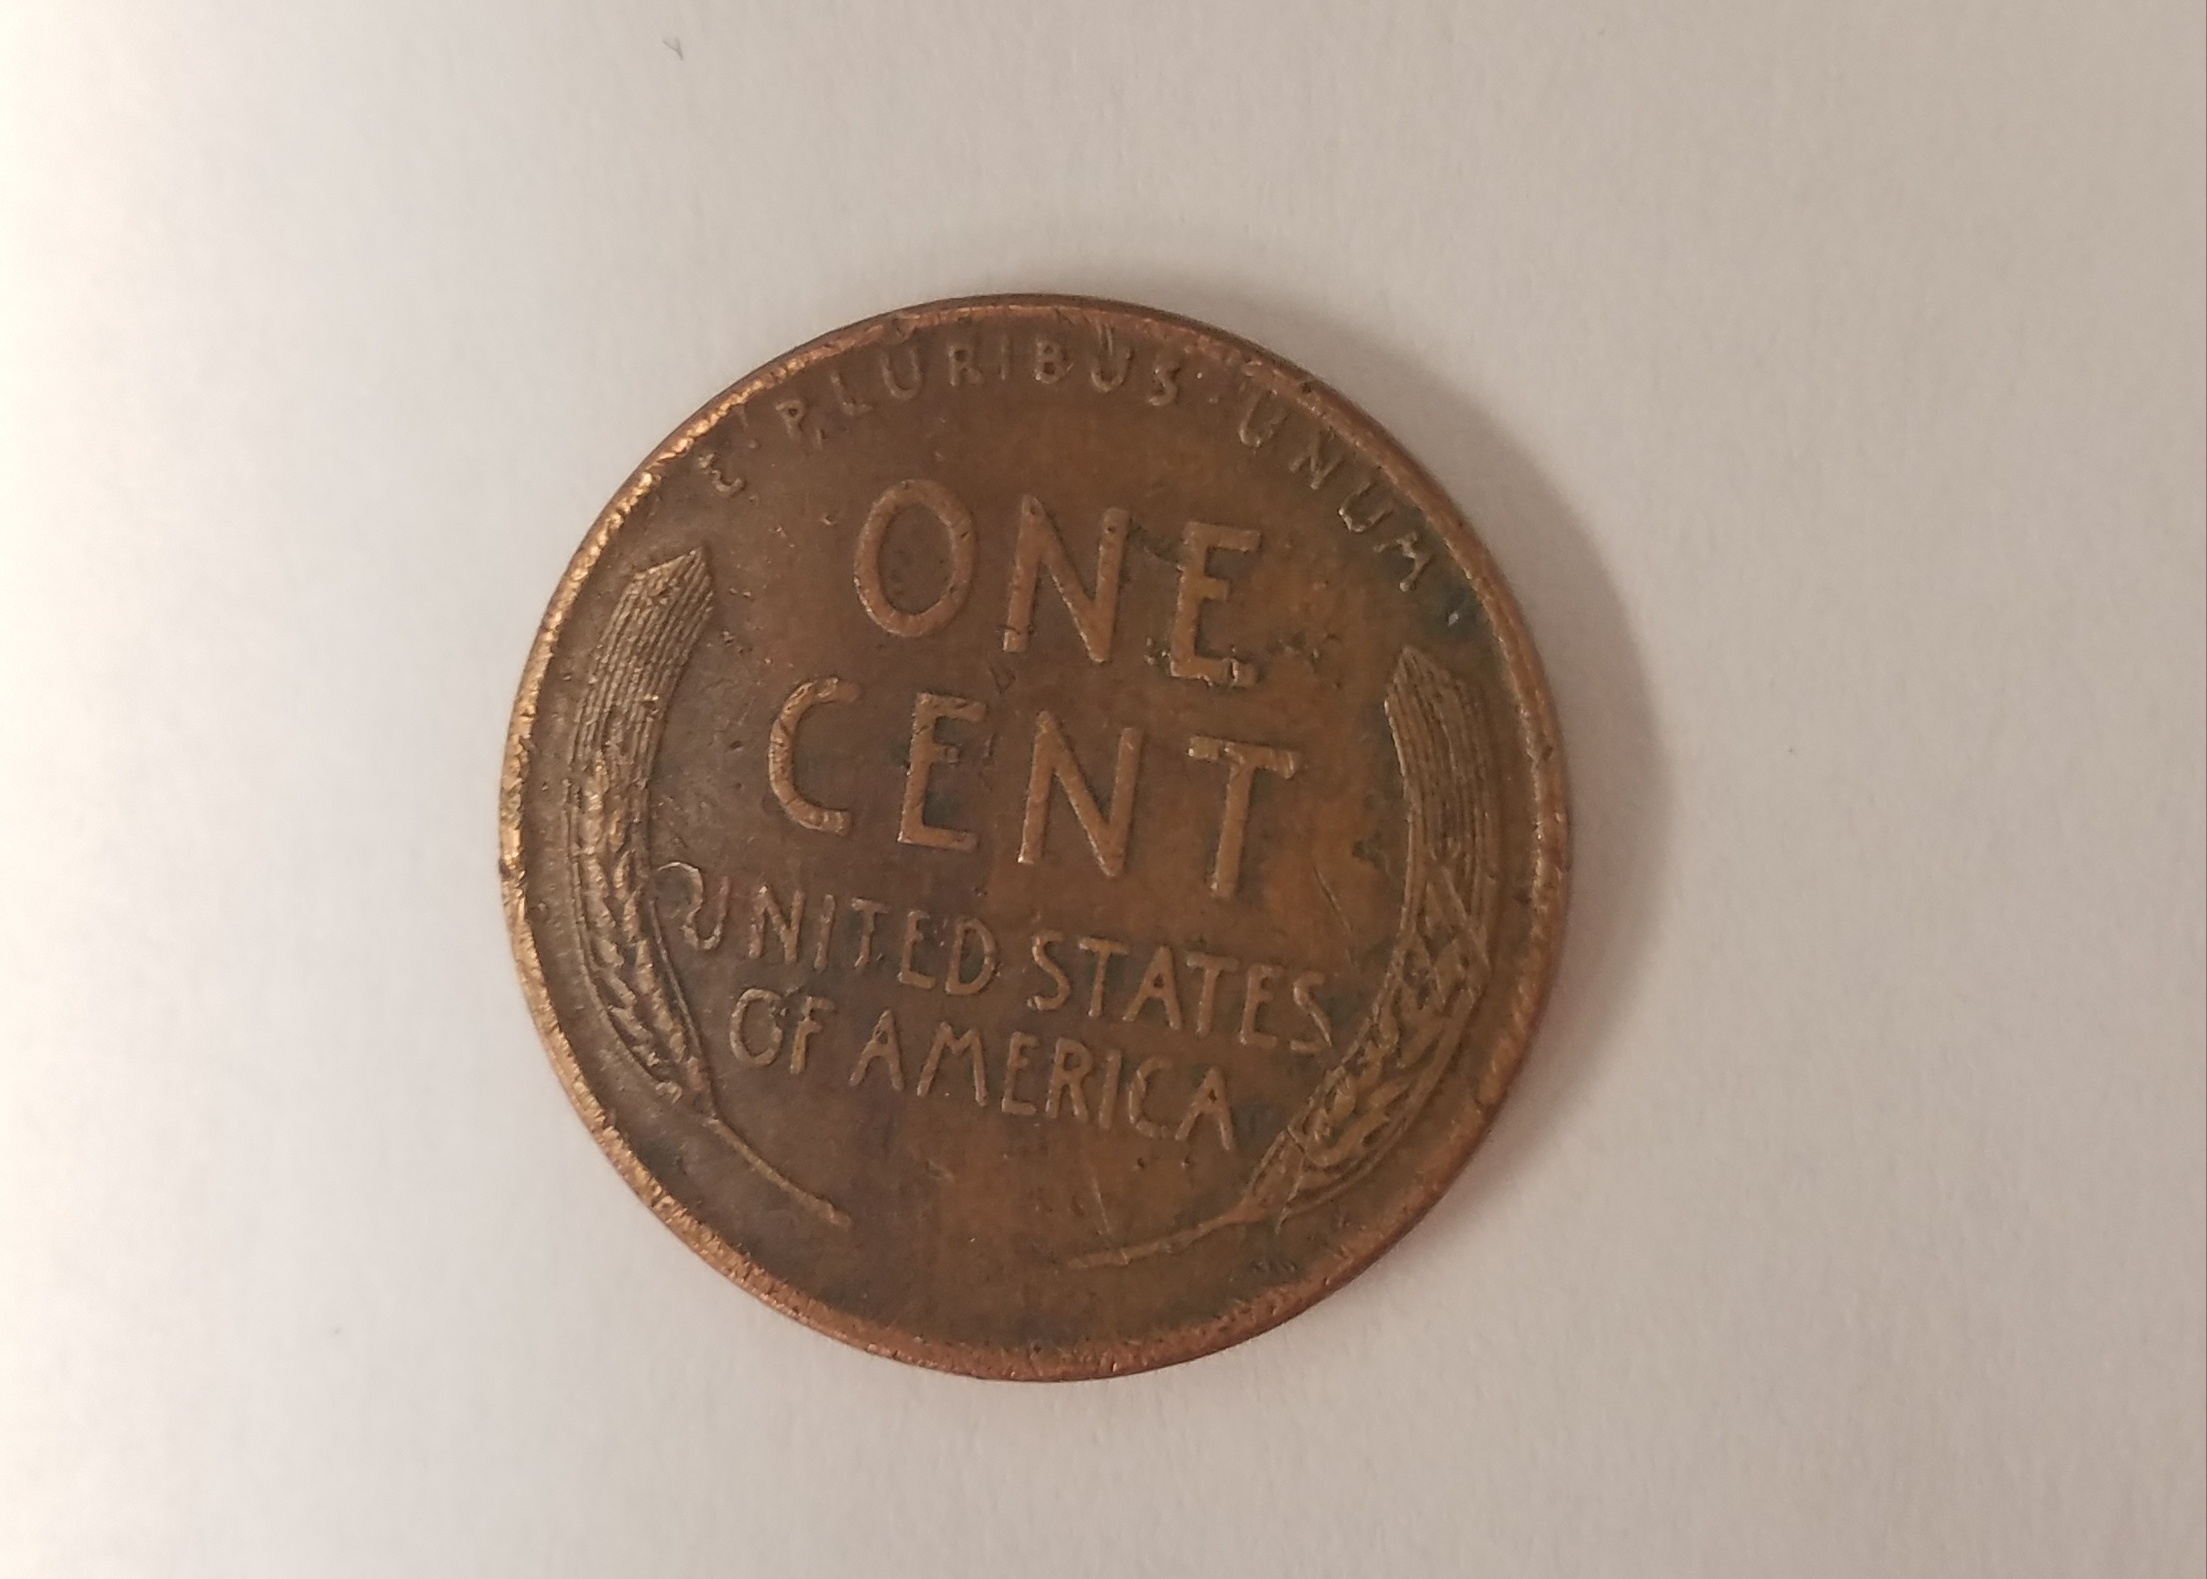 E·PLURIBUS·UNUM
ONE
CENT
UNITED STATES
OF AMERICA